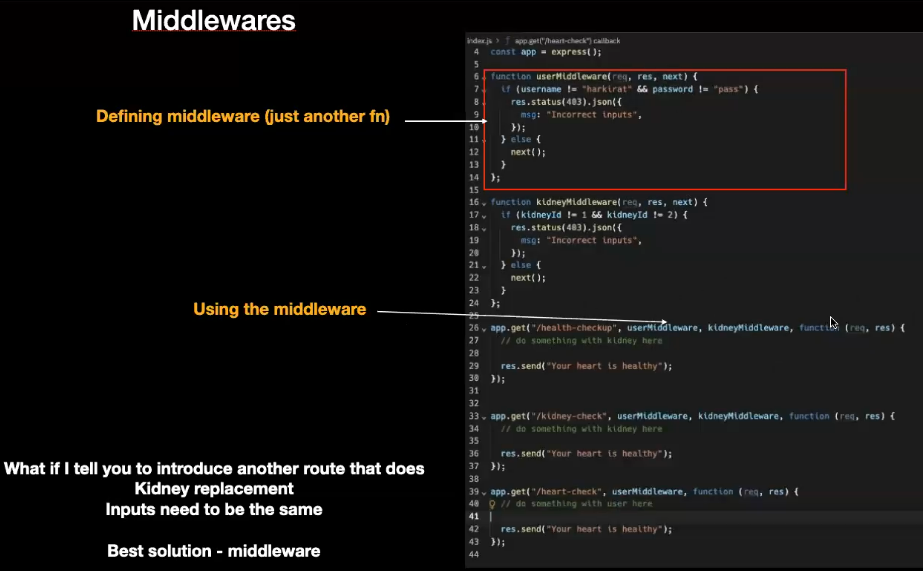 Middlewares
index.js > app.get("/heart-check") callback
4 const app = express();
5
6 function userMiddleware(req, res, next) {
7 if (username != "harkirat" && password != "pass") {
8 res.status(403).json({
9 msg: "Incorrect inputs",
10 });
11 } else {
12 next();
13 }
14 };
15
16 function kidneyMiddleware(req, res, next) {
17 if (kidneyId != 1 && kidneyId != 2) {
18 res.status(403).json({
19 msg: "Incorrect inputs",
20 });
21 } else {
22 next();
23 }
24 };
25
26 app.get("/health-checkup", userMiddleware, kidneyMiddleware, function (req, res) {
27 // do something with kidney here
28
29 res.send("Your heart is healthy");
30 });
31
32
33 app.get("/kidney-check", userMiddleware, kidneyMiddleware, function (req, res) {
34 // do something with kidney here
35
36 res.send("Your heart is healthy");
37 });
38
39 app.get("/heart-check", userMiddleware, function (req, res) {
40 // do something with user here
41
42 res.send("Your heart is healthy");
43 });
44
Defining middleware (just another fn)
Using the middleware
What if I tell you to introduce another route that does
Kidney replacement
Inputs need to be the same
Best solution - middleware